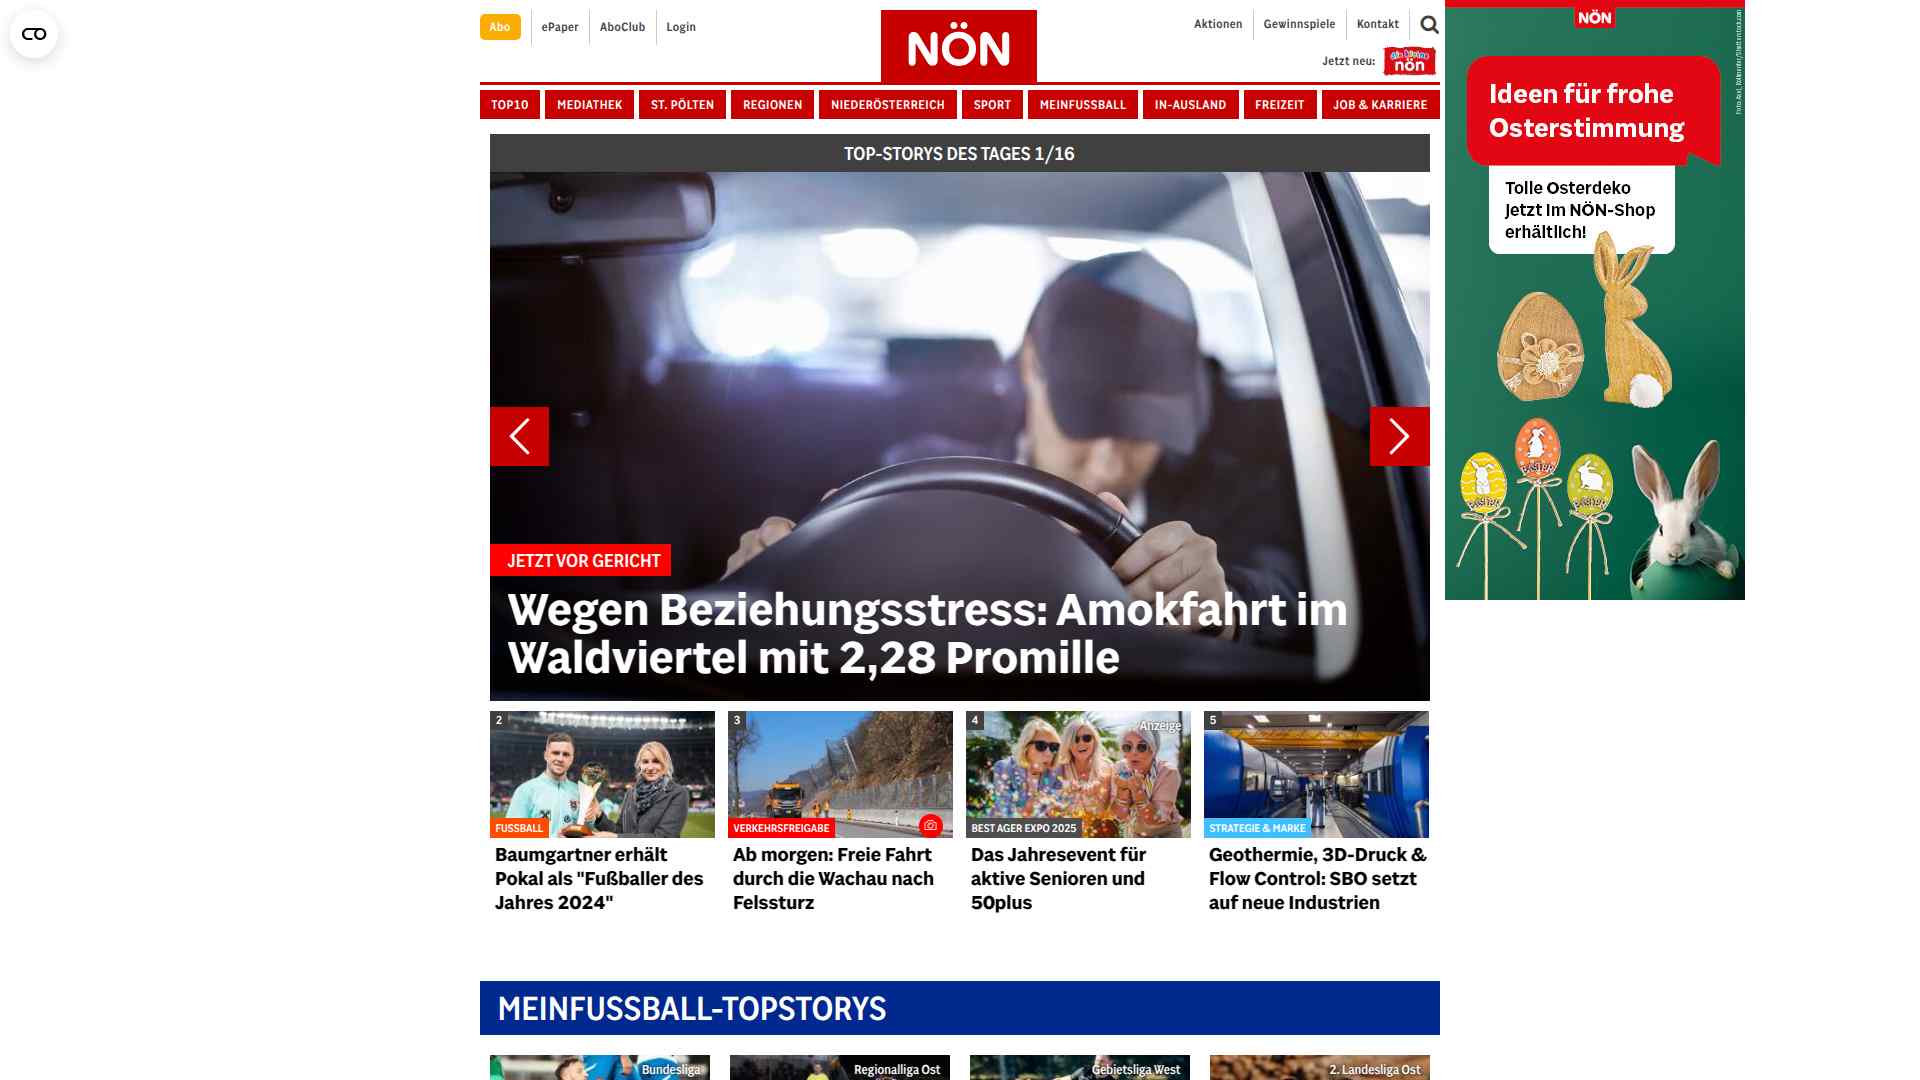 Abo
ePaper
AboClub
Login
NÖN
Aktionen
Gewinnspiele
Kontakt
Jetzt neu:
nön
TOP10
MEDIATHEK
ST. PÖLTEN
REGIONEN
NIEDERÖSTERREICH
SPORT
MEINFUSSBALL
IN-AUSLAND
FREIZEIT
JOB & KARRIERE
TOP-STORYS DES TAGES 1/16
JETZT VOR GERICHT
Wegen Beziehungsstress: Amokfahrt im
Waldviertel mit 2,28 Promille
2
FUSSBALL
Baumgartner erhält
Pokal als "Fußballer des
Jahres 2024"
3
VERKEHRSFREIGABE
Ab morgen: Freie Fahrt
durch die Wachau nach
Felssturz
4
Anzeige
BEST AGER EXPO 2025
Das Jahresevent für
aktive Senioren und
50plus
5
STRATEGIE & MARKE
Geothermie, 3D-Druck &
Flow Control: SBO setzt
auf neue Industrien
MEINFUSSBALL-TOPSTORYS
Bundesliga
Regionalliga Ost
Gebietsliga West
2. Landesliga Ost
NÖN
Ideen für frohe
Osterstimmung
Tolle Osterdeko
jetzt im NÖN-Shop
erhältlich!
EASTER
EASTER
EASTER